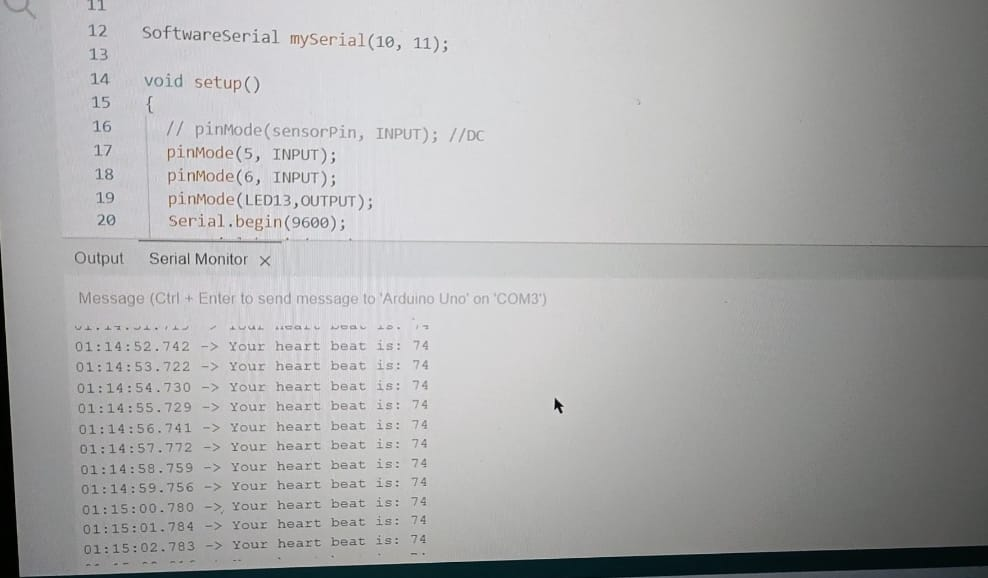 11
12 SoftwareSerial mySerial(10, 11);
13
14 void setup()
15 {
16 // pinMode(sensorPin, INPUT); //DC
17 pinMode(5, INPUT);
18 pinMode(6, INPUT);
19 pinMode(LED13,OUTPUT);
20 Serial.begin(9600);
Output Serial Monitor ×
Message (Ctrl + Enter to send message to 'Arduino Uno' on 'COM3')
01:14:52.742 -> Your heart beat is: 74
01:14:53.722 -> Your heart beat is: 74
01:14:54.730 -> Your heart beat is: 74
01:14:55.729 -> Your heart beat is: 74
01:14:56.741 -> Your heart beat is: 74
01:14:57.772 -> Your heart beat is: 74
01:14:58.759 -> Your heart beat is: 74
01:14:59.756 -> Your heart beat is: 74
01:15:00.780 -> Your heart beat is: 74
01:15:01.784 -> Your heart beat is: 74
01:15:02.783 -> Your heart beat is: 74